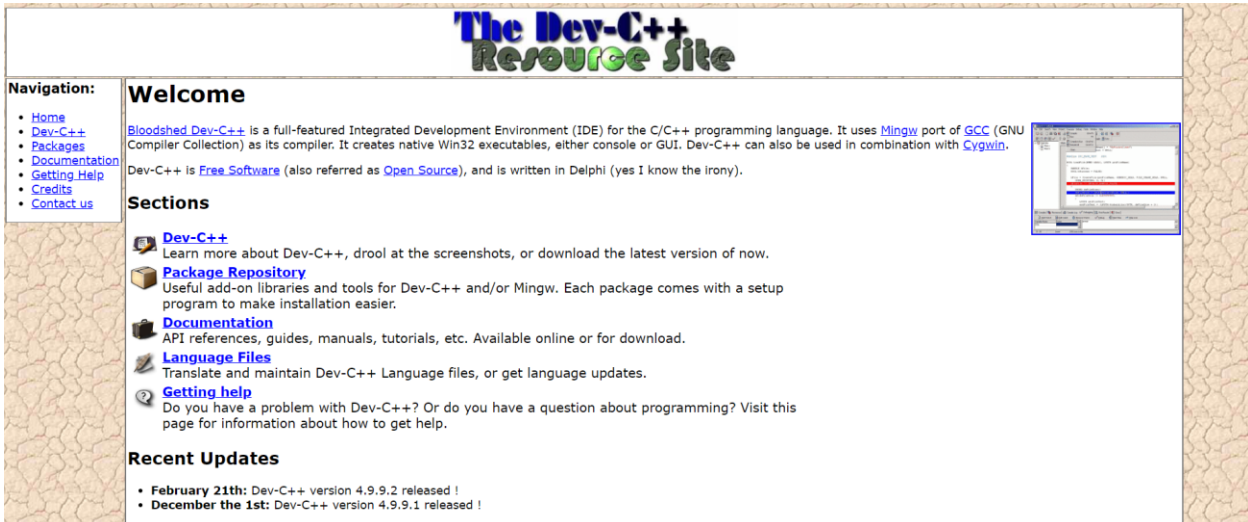 The Dev-C++
Resource Site
Navigation:
Home
Dev-C++
Packages
Documentation
Getting Help
Credits
Contact us
Welcome
Bloodshed Dev-C++ is a full-featured Integrated Development Environment (IDE) for the C/C++ programming language. It uses Mingw port of GCC (GNU
Compiler Collection) as its compiler. It creates native Win32 executables, either console or GUI. Dev-C++ can also be used in combination with Cygwin.
Dev-C++ is Free Software (also referred as Open Source), and is written in Delphi (yes I know the irony).
Sections
Dev-C++
Learn more about Dev-C++, drool at the screenshots, or download the latest version of now.
Package Repository
Useful add-on libraries and tools for Dev-C++ and/or Mingw. Each package comes with a setup
program to make installation easier.
Documentation
API references, guides, manuals, tutorials, etc. Available online or for download.
Language Files
Translate and maintain Dev-C++ Language files, or get language updates.
Getting help
Do you have a problem with Dev-C++? Or do you have a question about programming? Visit this
page for information about how to get help.
Recent Updates
February 21th: Dev-C++ version 4.9.9.2 released !
December the 1st: Dev-C++ version 4.9.9.1 released !